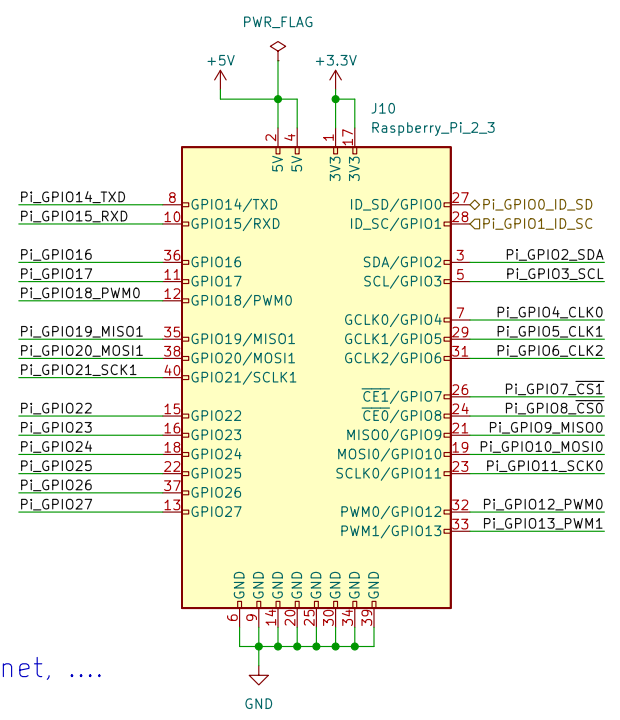 PWR_FLAG
+5V
+3.3V
J10
Raspberry_Pi_2_3
2 4 1 17
5V 5V 3V3 3V3
Pi_GPIO14_TXD 8 GPIO14/TXD ID_SD/GPIO0 27 Pi_GPIO0_ID_SD
Pi_GPIO15_RXD 10 GPIO15/RXD ID_SC/GPIO1 28 Pi_GPIO1_ID_SC
Pi_GPIO16 36 GPIO16 SDA/GPIO2 3 Pi_GPIO2_SDA
Pi_GPIO17 11 GPIO17 SCL/GPIO3 5 Pi_GPIO3_SCL
Pi_GPIO18_PWM0 12 GPIO18/PWM0
GCLK0/GPIO4 7 Pi_GPIO4_CLK0
Pi_GPIO19_MISO1 35 GPIO19/MISO1 GCLK1/GPIO5 29 Pi_GPIO5_CLK1
Pi_GPIO20_MOSI1 38 GPIO20/MOSI1 GCLK2/GPIO6 31 Pi_GPIO6_CLK2
Pi_GPIO21_SCK1 40 GPIO21/SCLK1
CE1/GPIO7 26 Pi_GPIO7_CS1
Pi_GPIO22 15 GPIO22 CE0/GPIO8 24 Pi_GPIO8_CS0
Pi_GPIO23 16 GPIO23 MISO0/GPIO9 21 Pi_GPIO9_MISO0
Pi_GPIO24 18 GPIO24 MOSI0/GPIO10 19 Pi_GPIO10_MOSI0
Pi_GPIO25 22 GPIO25 SCLK0/GPIO11 23 Pi_GPIO11_SCK0
Pi_GPIO26 37 GPIO26
Pi_GPIO27 13 GPIO27 PWM0/GPIO12 32 Pi_GPIO12_PWM0
PWM1/GPIO13 33 Pi_GPIO13_PWM1
GND GND GND GND GND GND GND GND
6 9 14 20 25 30 34 39
net, ....
GND